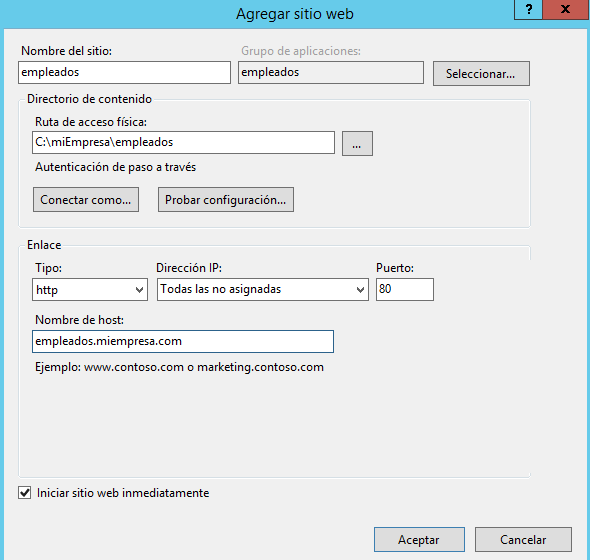 Agregar sitio web
? x
Nombre del sitio: Grupo de aplicaciones:
empleados empleados Seleccionar...
Directorio de contenido
Ruta de acceso física:
C:\miEmpresa\empleados ...
Autenticación de paso a través
Conectar como... Probar configuración...
Enlace
Tipo: Dirección IP: Puerto:
http Todas las no asignadas 80
Nombre de host:
empleados.miempresa.com
Ejemplo: www.contoso.com o marketing.contoso.com
Iniciar sitio web inmediatamente
Aceptar Cancelar